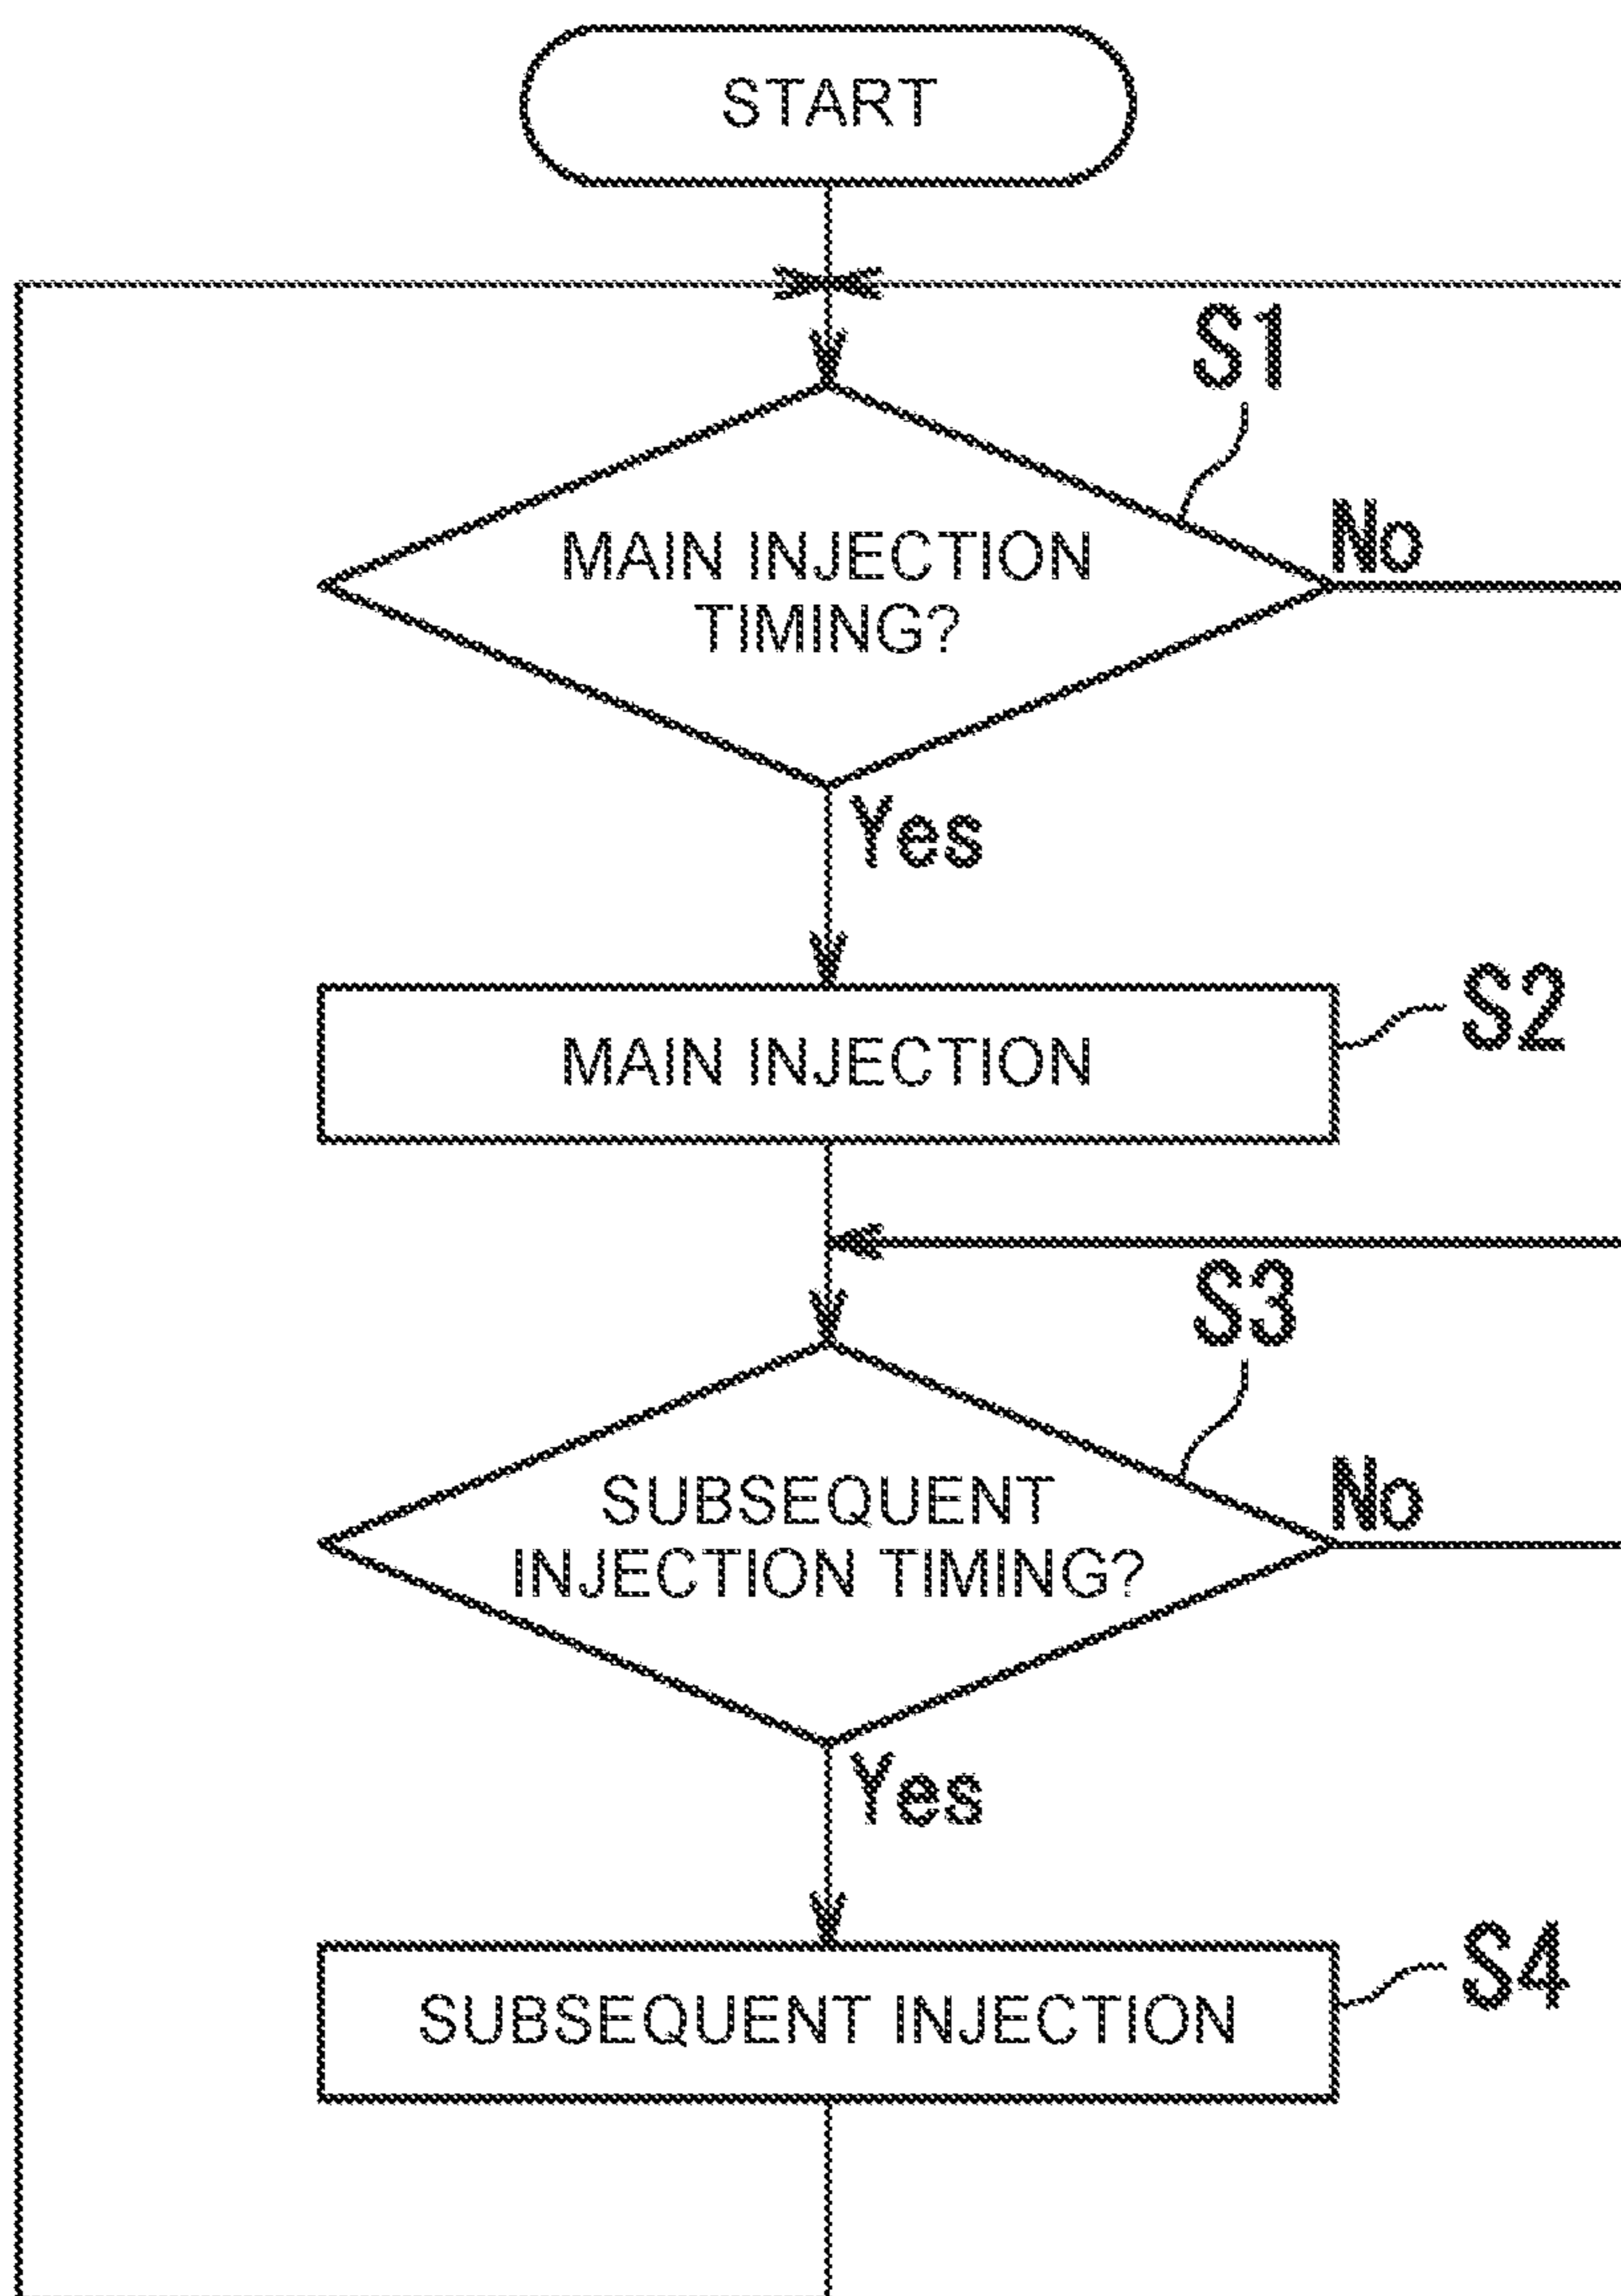 START
S1
MAIN INJECTION
TIMING?
No
Yes
MAIN INJECTION
S2
S3
SUBSEQUENT
INJECTION TIMING?
No
Yes
SUBSEQUENT INJECTION
S4